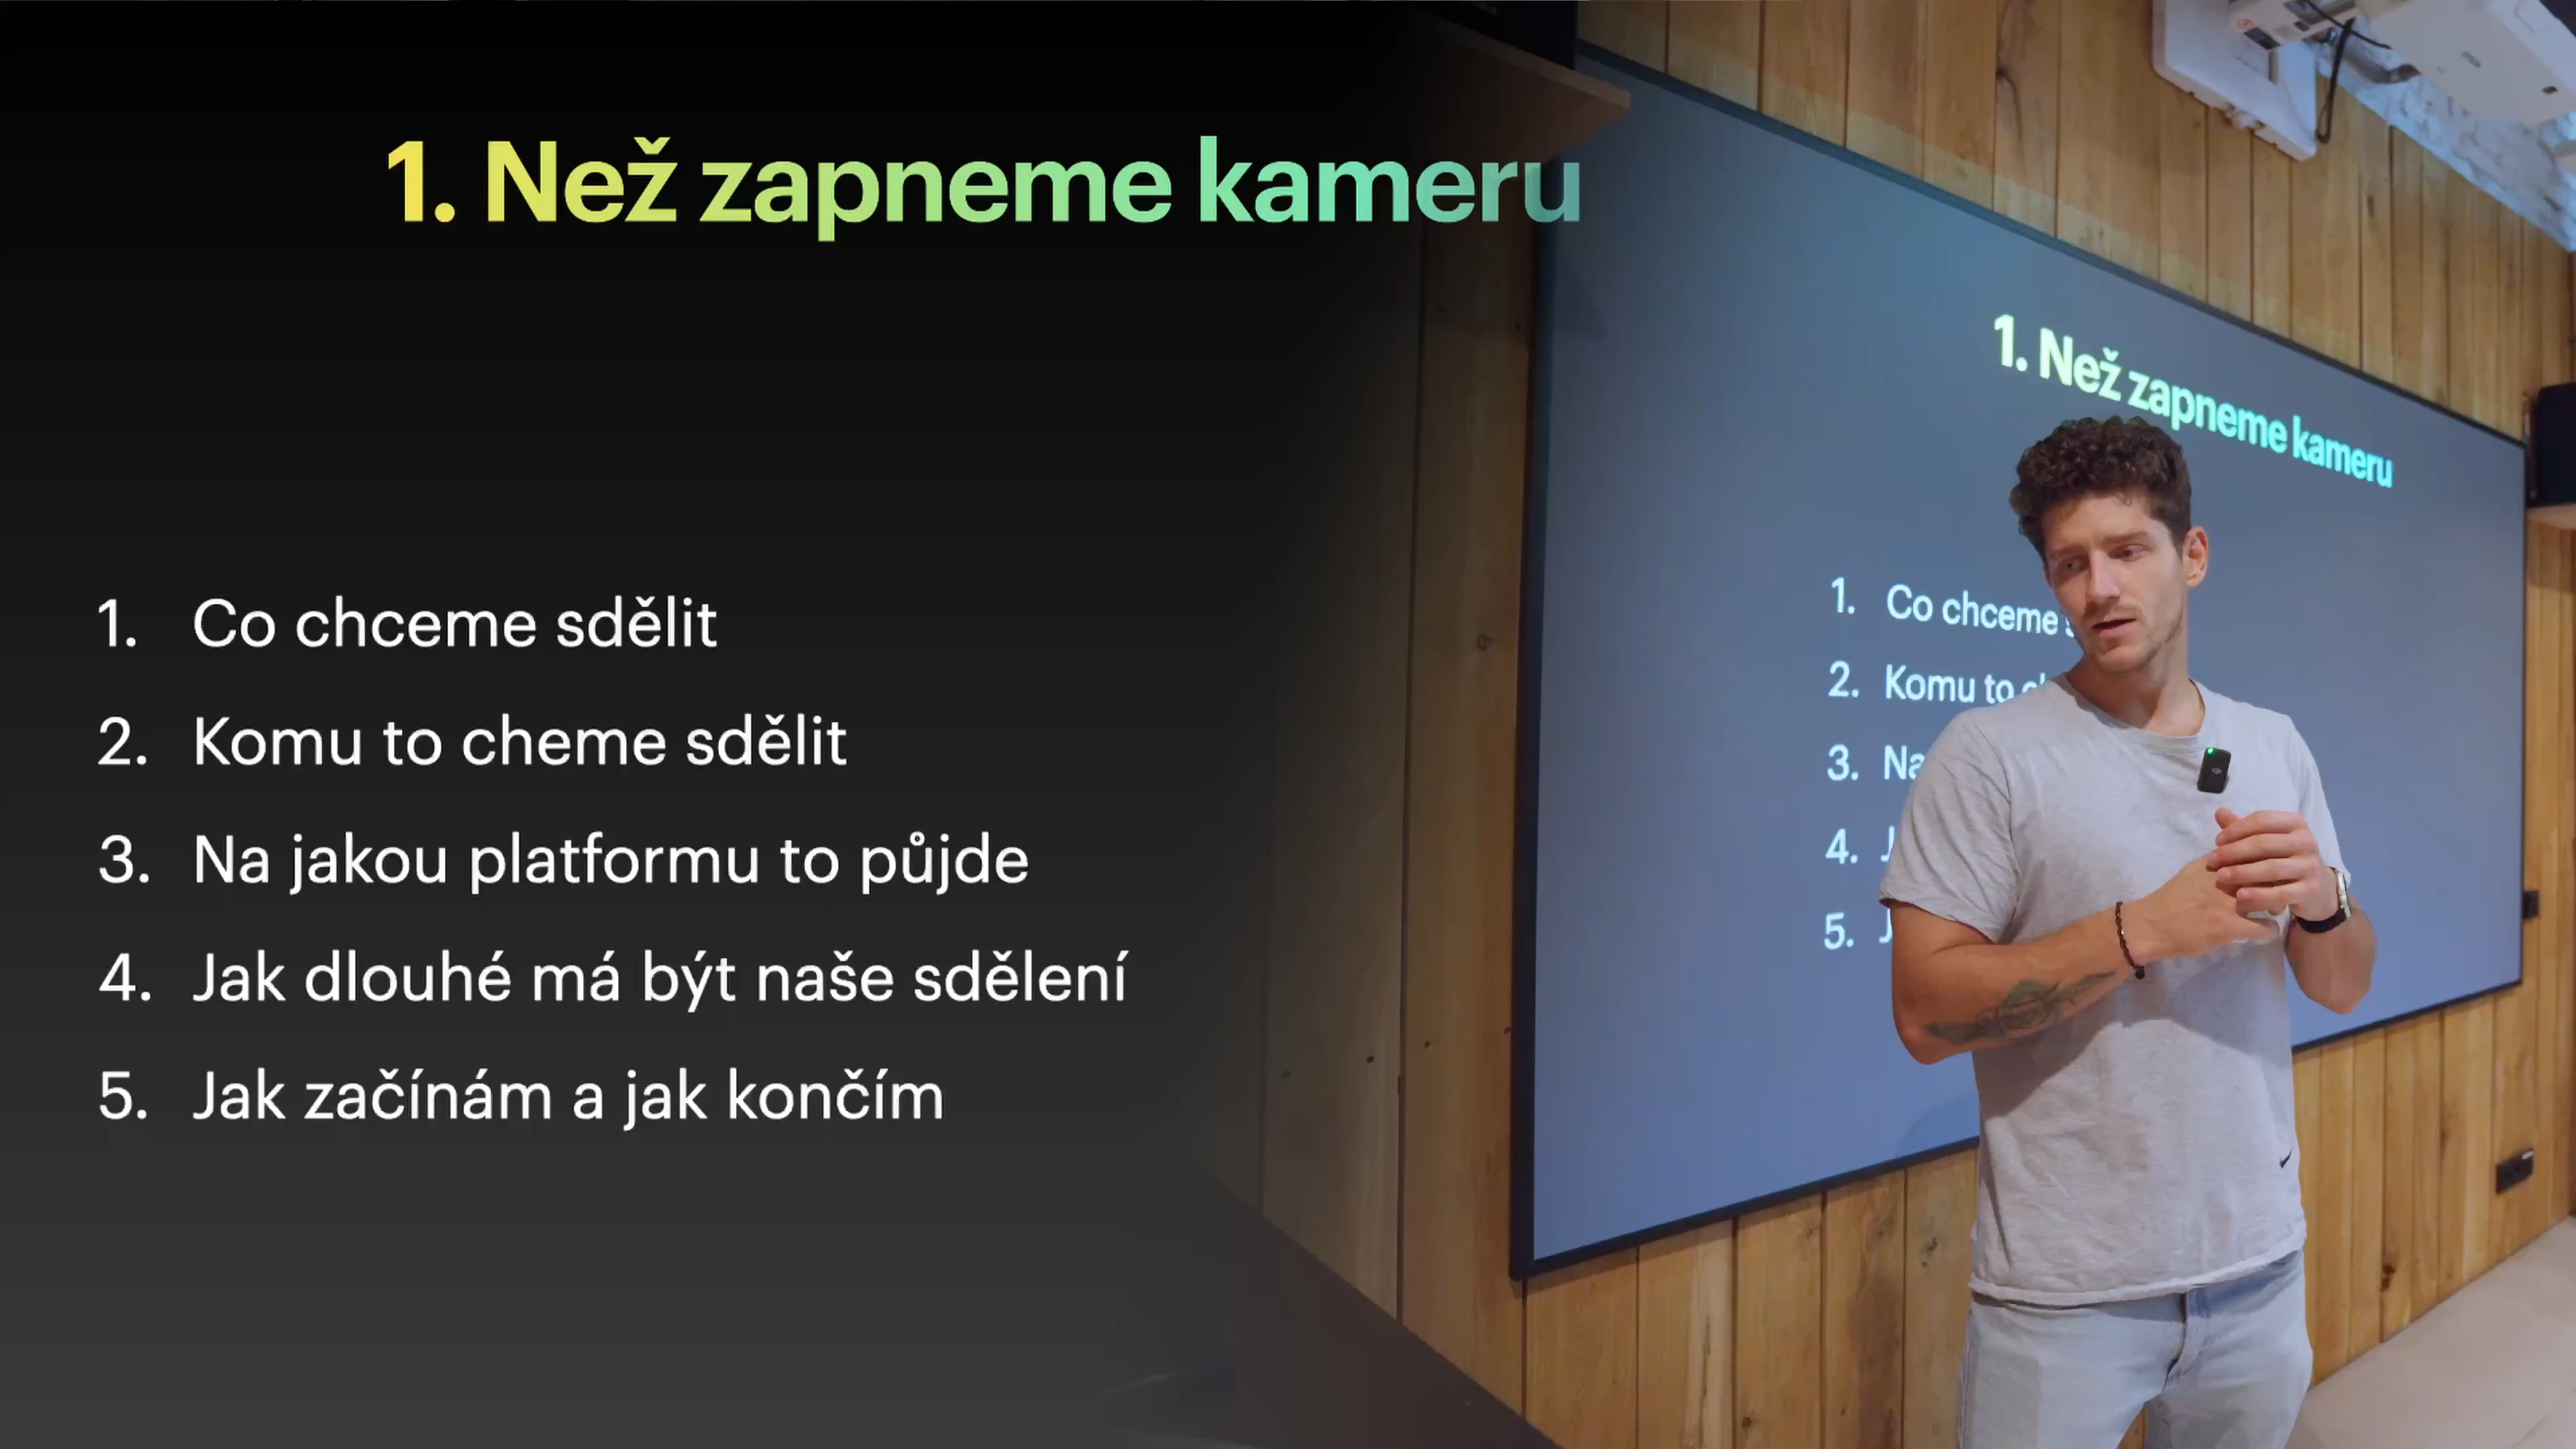 1. Než zapneme kameru
1. Co chceme sdělit
2. Komu to cheme sdělit
3. Na jakou platformu to půjde
4. Jak dlouhé má být naše sdělení
5. Jak začínám a jak končím
1. Než zapneme kameru
1. Co chceme
2. Komu to
3. Na
4. J
5. J